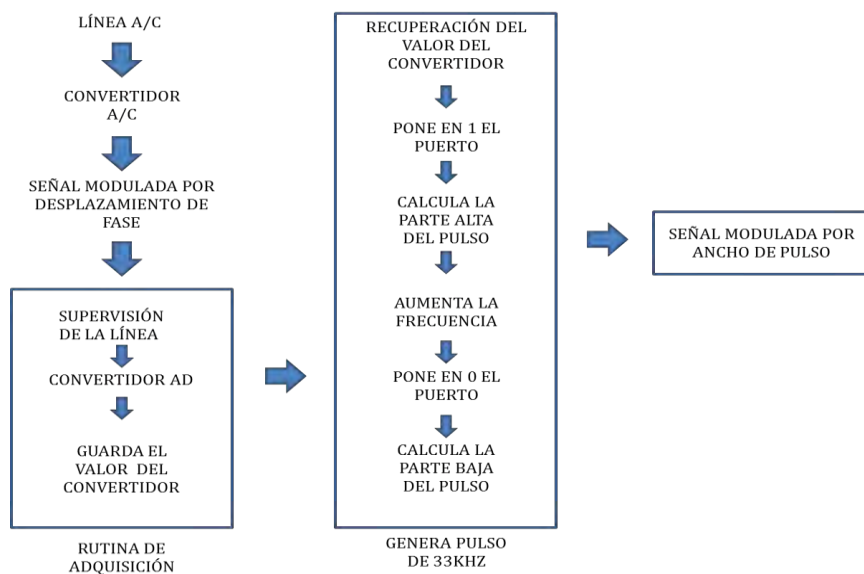 LÍNEA A/C
CONVERTIDOR
A/C
SEÑAL MODULADA POR
DESPLAZAMIENTO DE
FASE
SUPERVISIÓN
DE LA LÍNEA
CONVERTIDOR AD
GUARDA EL
VALOR DEL
CONVERTIDOR
RUTINA DE
ADQUISICIÓN
RECUPERACIÓN DEL
VALOR DEL
CONVERTIDOR
PONE EN 1 EL
PUERTO
CALCULA LA
PARTE ALTA
DEL PULSO
AUMENTA LA
FRECUENCIA
PONE EN 0 EL
PUERTO
CALCULA LA
PARTE BAJA
DEL PULSO
GENERA PULSO
DE 33KHZ
SEÑAL MODULADA POR
ANCHO DE PULSO